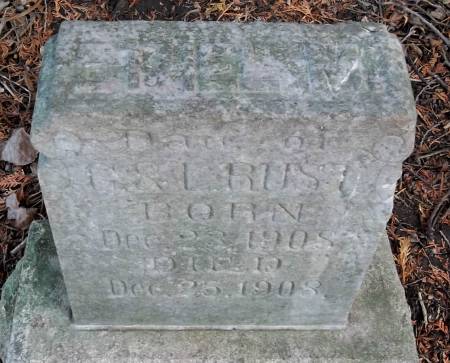 Dau. of
& L. RUST
BORN
Dec. 23, 1908
DIED
Dec. 25, 1908.